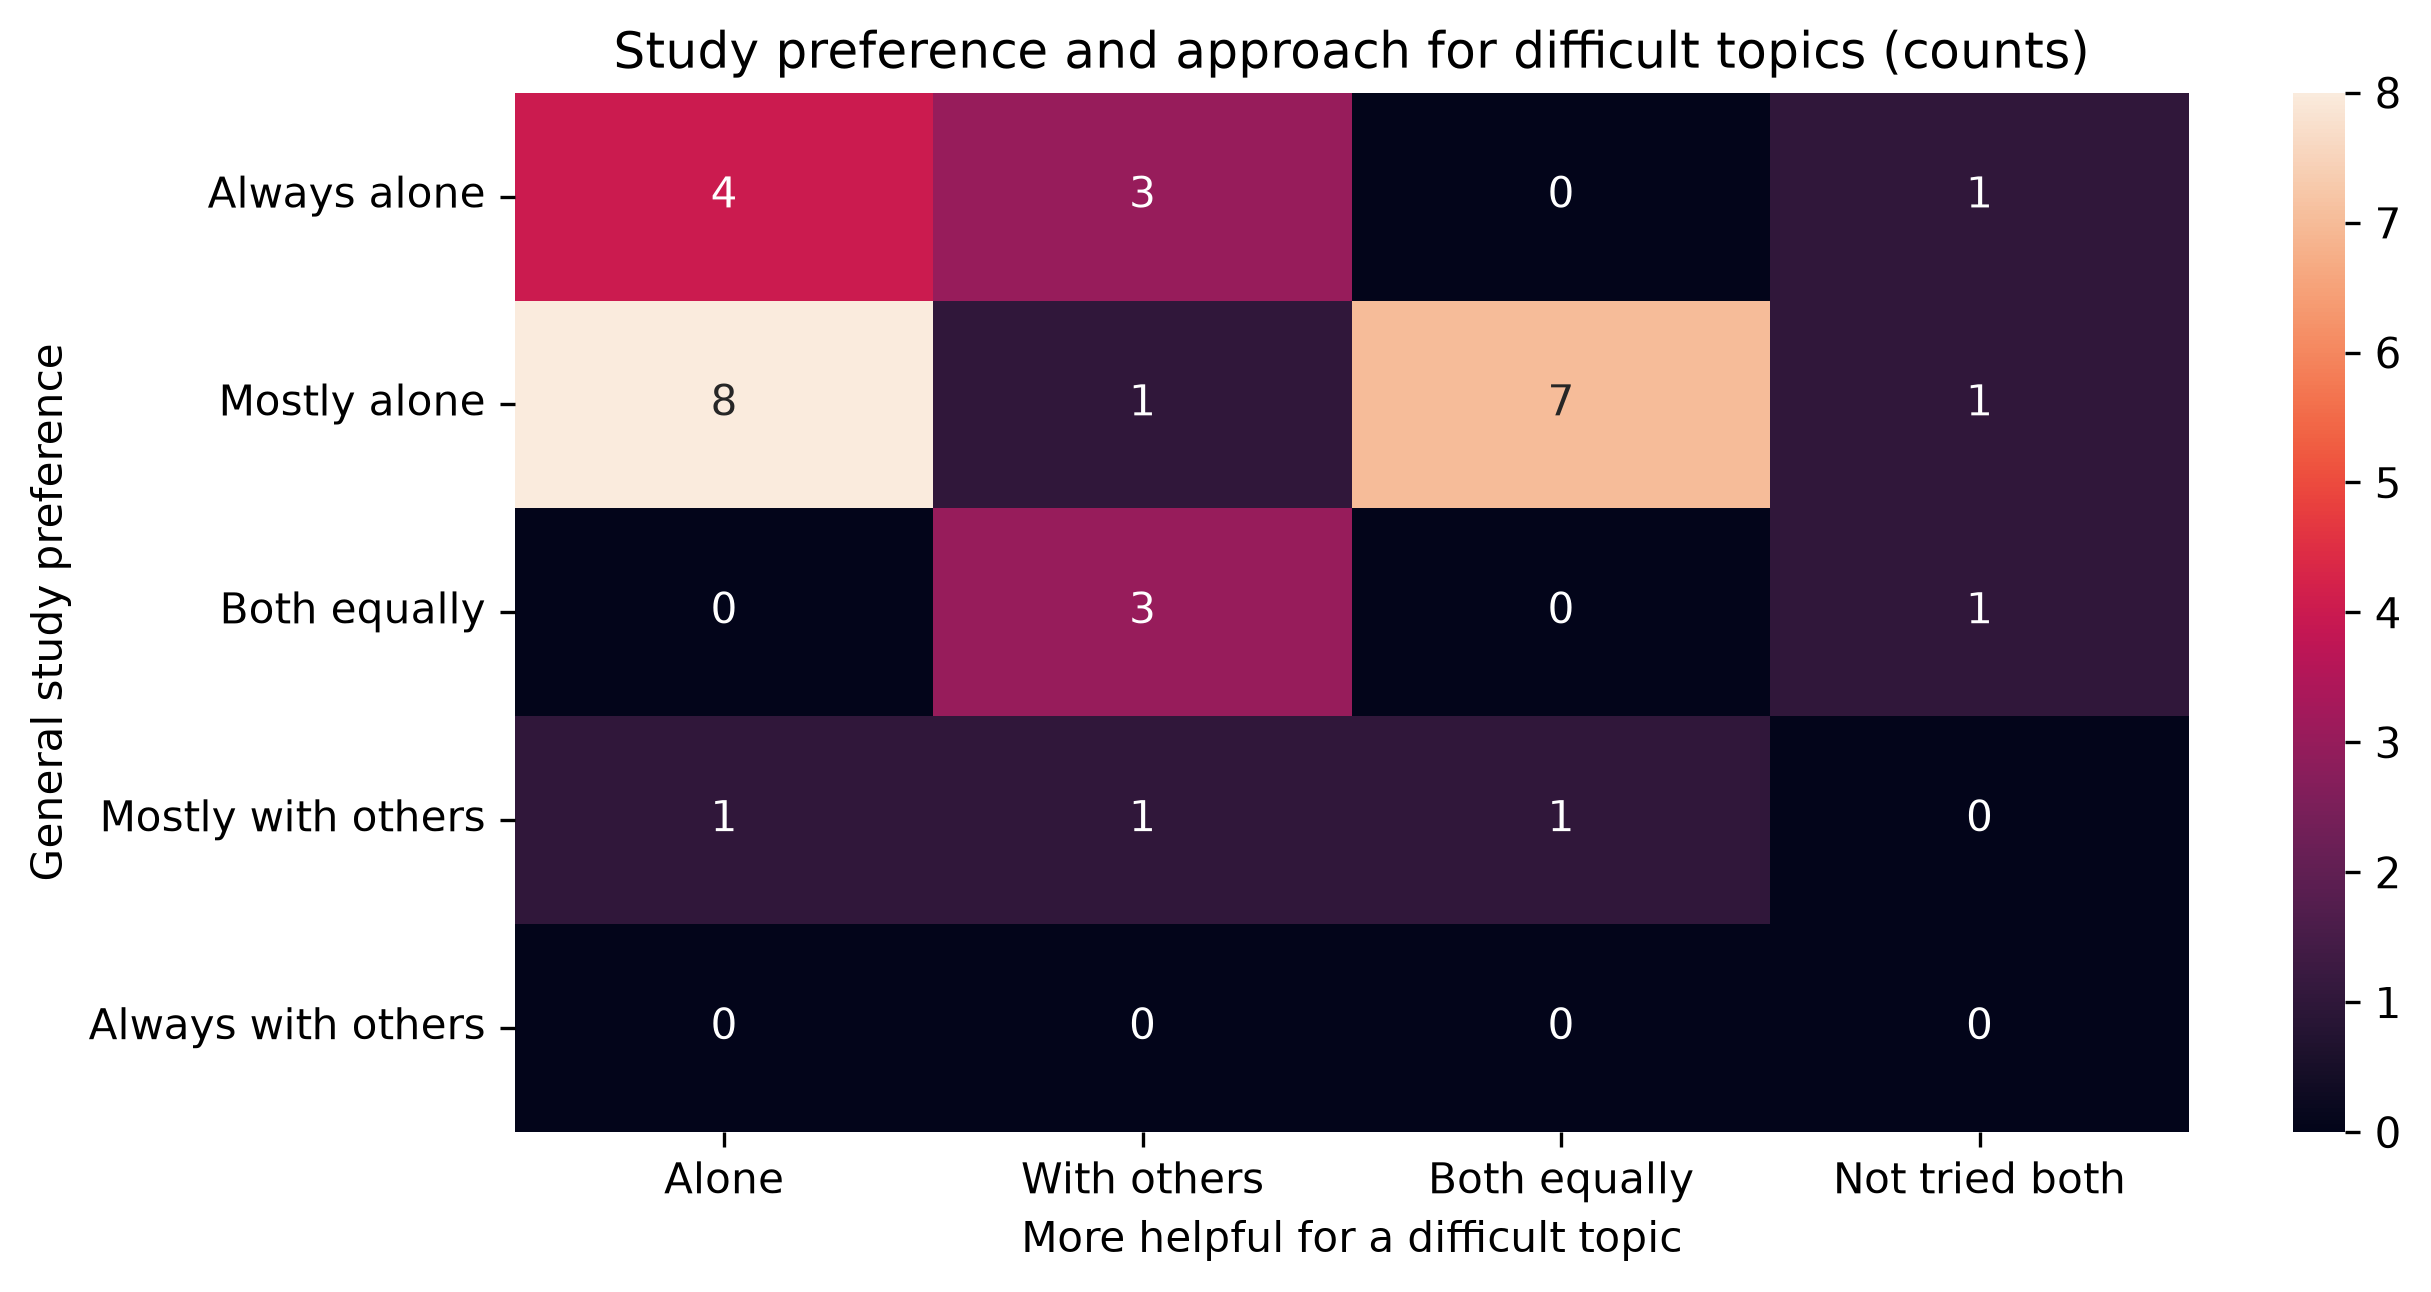 Study preference and approach for difficult topics (counts)
General study preference
Always alone 4 3 0 1
Mostly alone 8 1 7 1
Both equally 0 3 0 1
Mostly with others 1 1 1 0
Always with others 0 0 0 0
Alone With others Both equally Not tried both
More helpful for a difficult topic
8
7
6
5
4
3
2
1
0